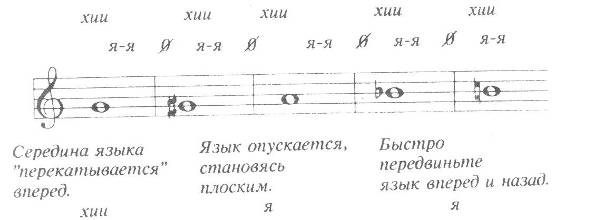 хии хии хии хии хии
я-я ∅ я-я ∅ я-я ∅ я-я ∅ я-я
Середина языка
"перекатывается"
вперед.
Язык опускается,
становясь
плоским.
Быстро
передвиньте
язык вперед и назад.
хии я я